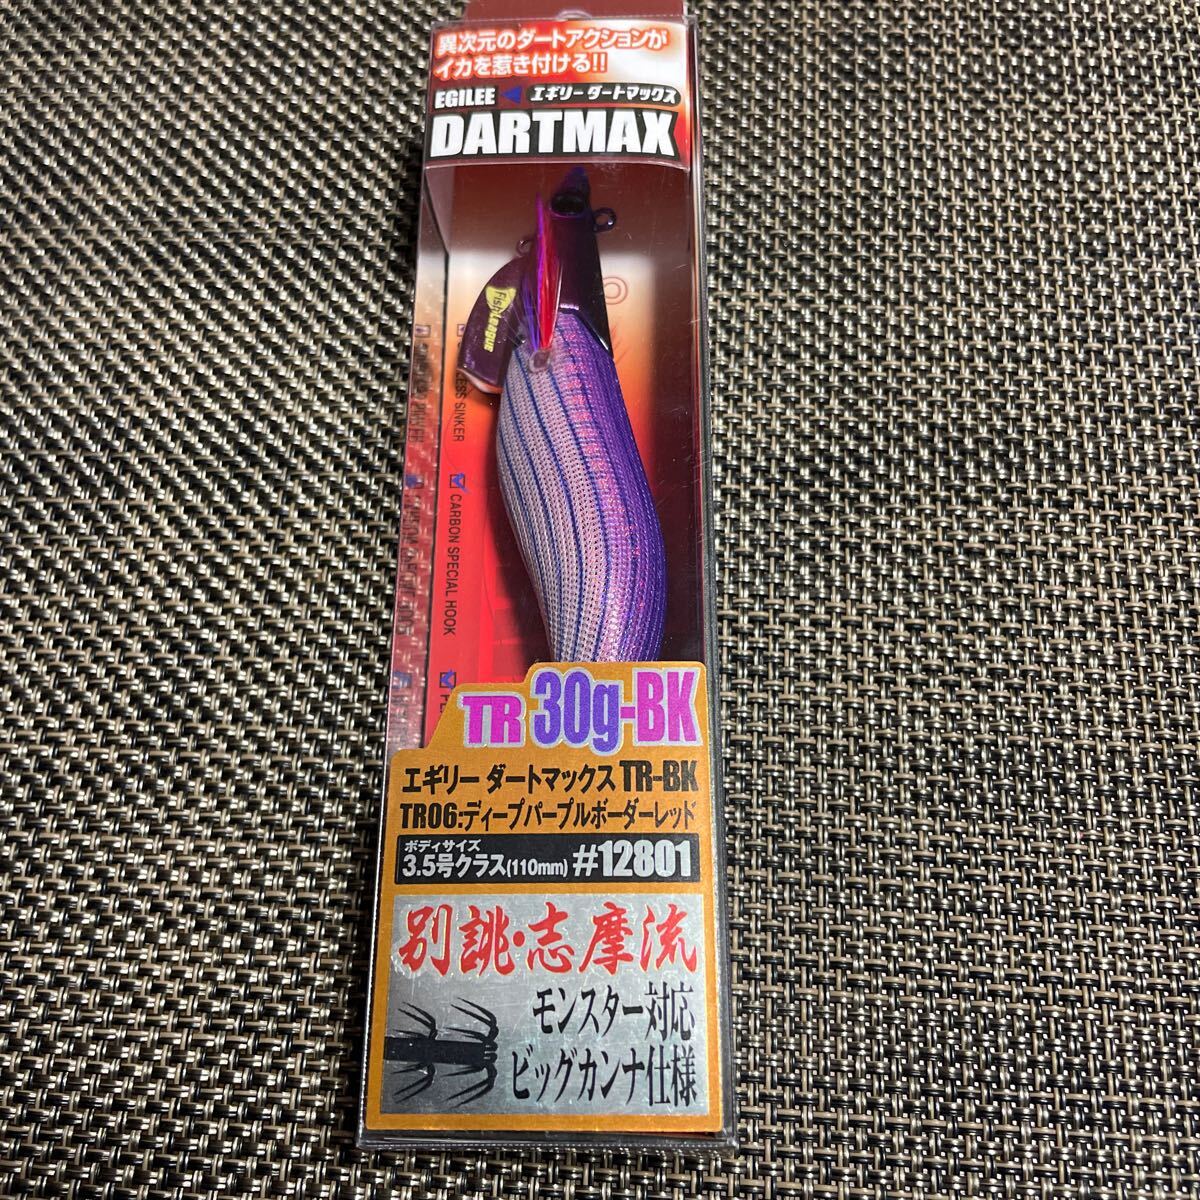 異次元のダートアクションが
イカを惹き付ける!!
EGILEE エギリー ダートマックス
DARTMAX
Fish League
LESS SINKER
CARBON SPECIAL HOOK
TR 30g-BK
エギリー ダートマックス TR-BK
TR06:ディープパープルボーダーレッド
ボディサイズ
3.5号クラス(110mm) #12801
別誂・志摩流
モンスター対応
ビッグカンナ仕様